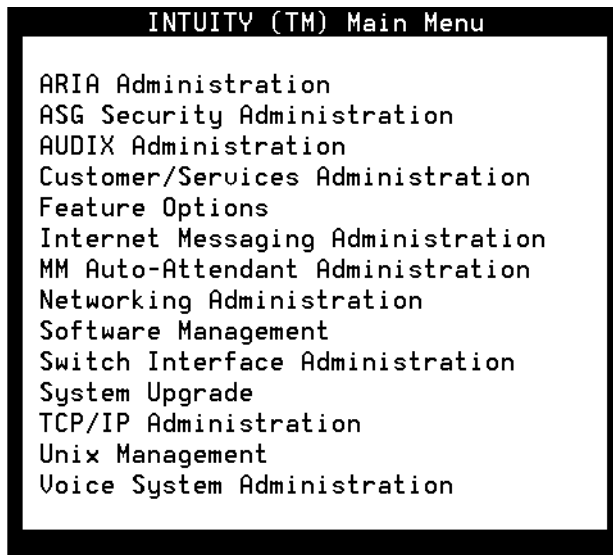 INTUITY (TM) Main Menu
ARIA Administration
ASG Security Administration
AUDIX Administration
Customer/Services Administration
Feature Options
Internet Messaging Administration
MM Auto-Attendant Administration
Networking Administration
Software Management
Switch Interface Administration
System Upgrade
TCP/IP Administration
Unix Management
Voice System Administration